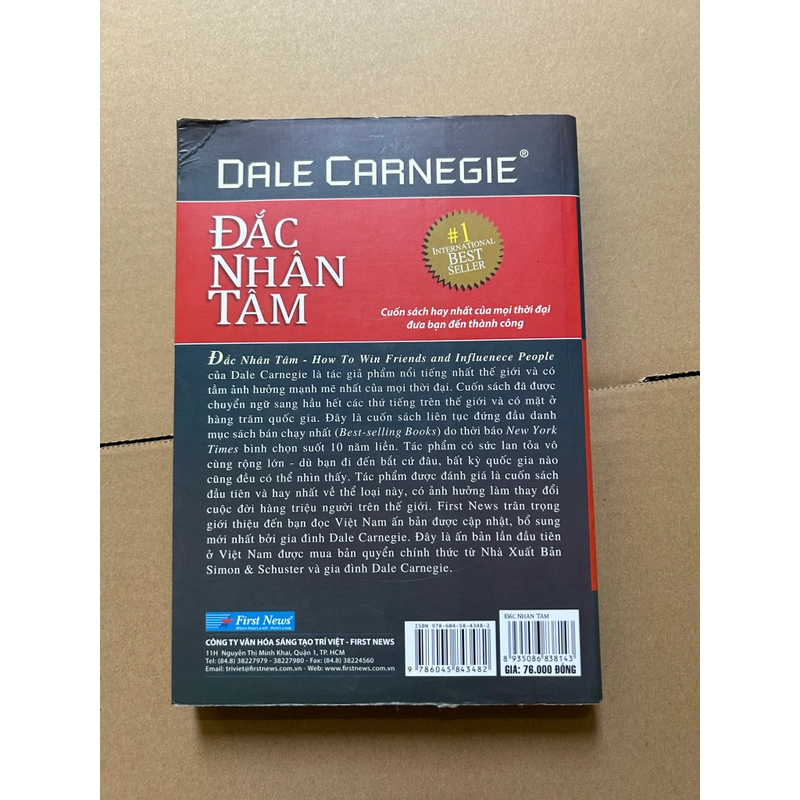 DALE CARNEGIE®
ĐẮC
NHÂN
TÂM
#1
INTERNATIONAL
BEST
SELLER
Cuốn sách hay nhất của mọi thời đại
đưa bạn đến thành công
Đắc Nhân Tâm - How To Win Friends and Influenece People
của Dale Carnegie là tác giả phẩm nổi tiếng nhất thế giới và có
tầm ảnh hưởng mạnh mẽ nhất của mọi thời đại. Cuốn sách đã được
chuyển ngữ sang hầu hết các thứ tiếng trên thế giới và có mặt ở
hàng trăm quốc gia. Đây là cuốn sách liên tục đứng đầu danh
mục sách bán chạy nhất (Best-selling Books) do thời báo New York
Times bình chọn suốt 10 năm liền. Tác phẩm có sức lan tỏa vô
cùng rộng lớn - dù bạn đi đến bất cứ đâu, bất kỳ quốc gia nào
cũng đều có thể nhìn thấy. Tác phẩm được đánh giá là cuốn sách
đầu tiên và hay nhất về thể loại này, có ảnh hưởng làm thay đổi
cuộc đời hàng triệu người trên thế giới. First News trân trọng
giới thiệu đến bạn đọc Việt Nam ấn bản được cập nhật, bổ sung
mới nhất bởi gia đình Dale Carnegie. Đây là ấn bản lần đầu tiên
ở Việt Nam được mua bản quyền chính thức từ Nhà Xuất Bản
Simon & Schuster và gia đình Dale Carnegie.
First News
Where there's a will - there's a way
CÔNG TY VĂN HÓA SÁNG TẠO TRÍ VIỆT - FIRST NEWS
11H Nguyễn Thị Minh Khai, Quận 1, TP. HCM
Tel: (84.8) 38227979 - 38227980 - Fax: (84.8) 38224560
Email: triviet@firstnews.com.vn - Web: www.firstnews.com.vn
ISBN 978-604-58-4348-2
9 786045 843482
ĐẮC NHÂN TÂM
8 935086 838143
GIÁ: 76.000 ĐỒNG